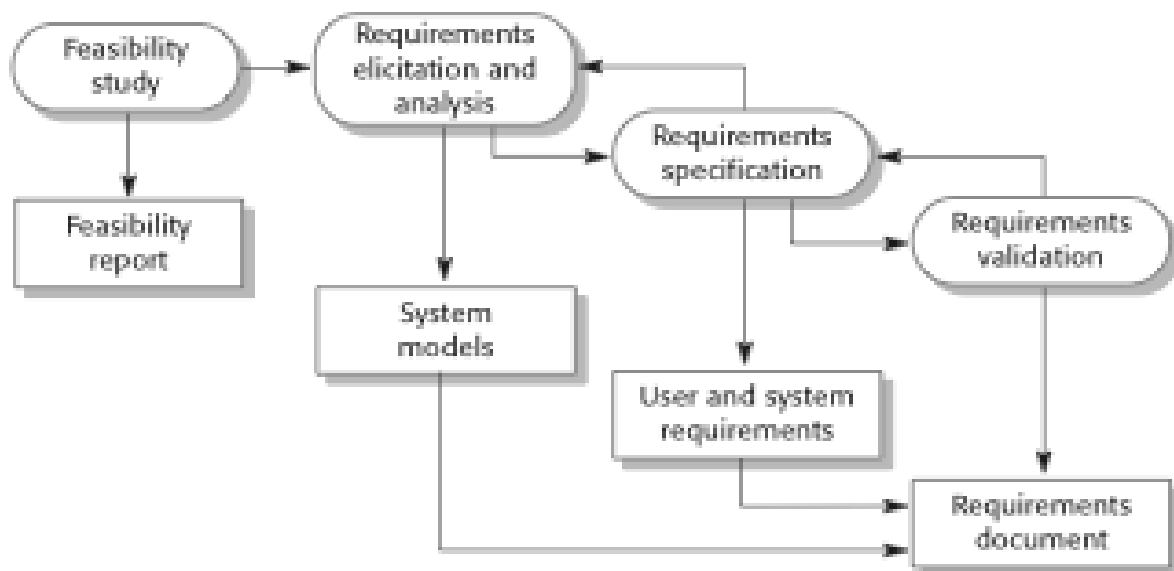 Feasibility
study
Requirements
elicitation and
analysis
Requirements
specification
Requirements
validation
Feasibility
report
System
models
User and system
requirements
Requirements
document